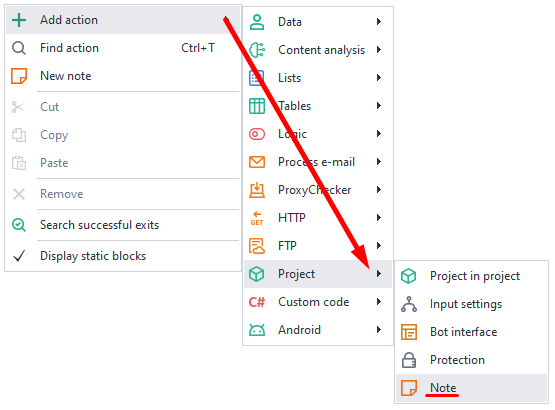 Add action
Find action Ctrl+T
New note
Cut
Copy
Paste
Remove
Search successful exits
Display static blocks
Data
Content analysis
Lists
Tables
Logic
Process e-mail
ProxyChecker
GET HTTP
FTP
Project
C# Custom code
Android
Project in project
Input settings
Bot interface
Protection
Note